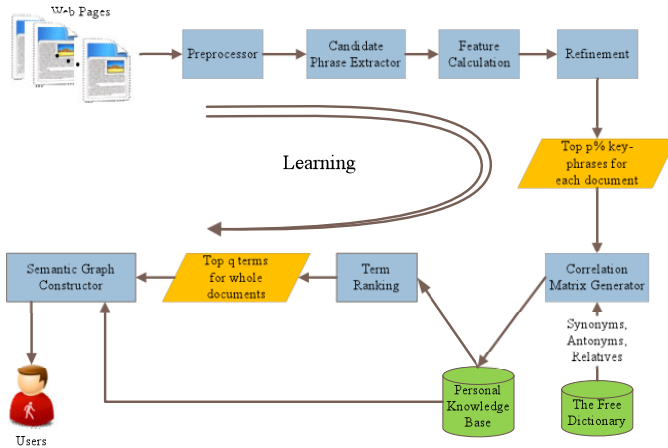 Web Pages
Preprocessor
Candidate
Phrase Extractor
Feature
Calculation
Refinement
Top p% key-
phrases for
each document
Learning
Semantic Graph
Constructor
Top q terms
for whole
documents
Term
Ranking
Correlation
Matrix Generator
Synonyms,
Antonyms,
Relatives
Personal
Knowledge
Base
The Free
Dictionary
Users